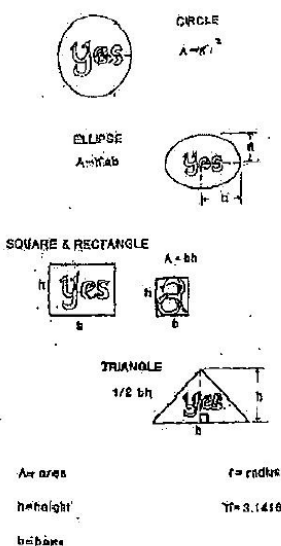 CIRCLE
yes
A=πr²
ELLIPSE
A=πab
yes
a
b
SQUARE & RECTANGLE
A=bh
h
yes
h
b
b
TRIANGLE
1/2 bh
yes
h
b
A= area
r= radius
h=height
π= 3.1416
b=base